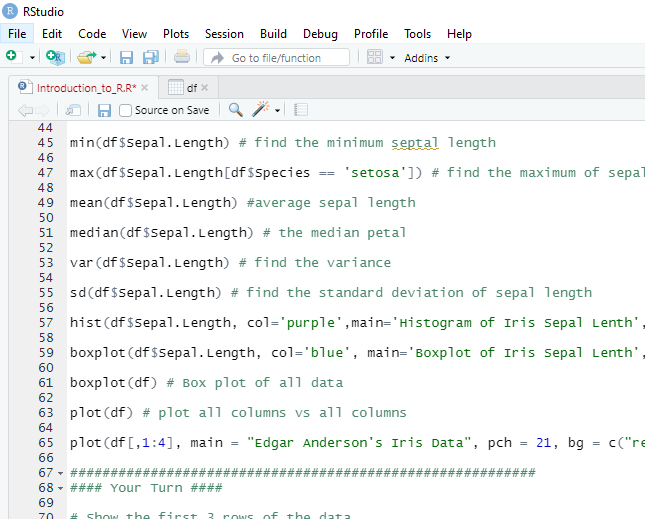 RStudio
File Edit Code View Plots Session Build Debug Profile Tools Help
Go to file/function Addins
Introduction_to_R.R* df
Source on Save
44
45 min(df$Sepal.Length) # find the minimum septal length
46
47 max(df$Sepal.Length[df$Species == 'setosa']) # find the maximum of sepal
48
49 mean(df$Sepal.Length) #average sepal length
50
51 median(df$Sepal.Length) # the median petal
52
53 var(df$Sepal.Length) # find the variance
54
55 sd(df$Sepal.Length) # find the standard deviation of sepal length
56
57 hist(df$Sepal.Length, col='purple',main='Histogram of Iris Sepal Lenth',
58
59 boxplot(df$Sepal.Length, col='blue', main='Boxplot of Iris Sepal Lenth',
60
61 boxplot(df) # Box plot of all data
62
63 plot(df) # plot all columns vs all columns
64
65 plot(df[,1:4], main = "Edgar Anderson's Iris Data", pch = 21, bg = c("re
66
67 ##########################################################
68 #### Your Turn ####
69
70 # Show the first 3 rows of the data